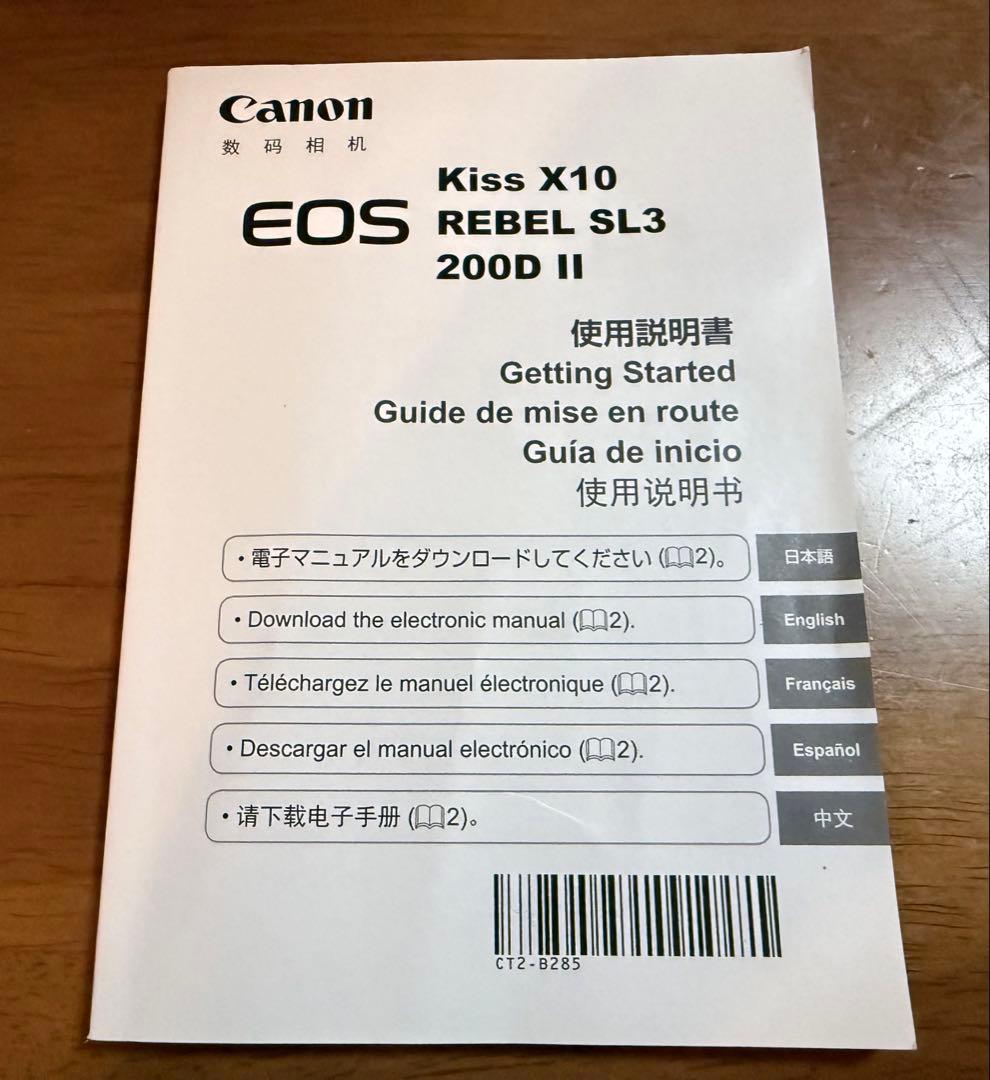 Canon
数码相机
EOS
Kiss X10
REBEL SL3
200D II
使用説明書
Getting Started
Guide de mise en route
Guía de inicio
使用说明书
・電子マニュアルをダウンロードしてください (2)。
日本語
• Download the electronic manual (2).
English
• Téléchargez le manuel électronique (2).
Français
• Descargar el manual electrónico (2).
Español
• 请下载电子手册 (2)。
中文
CT2-B285